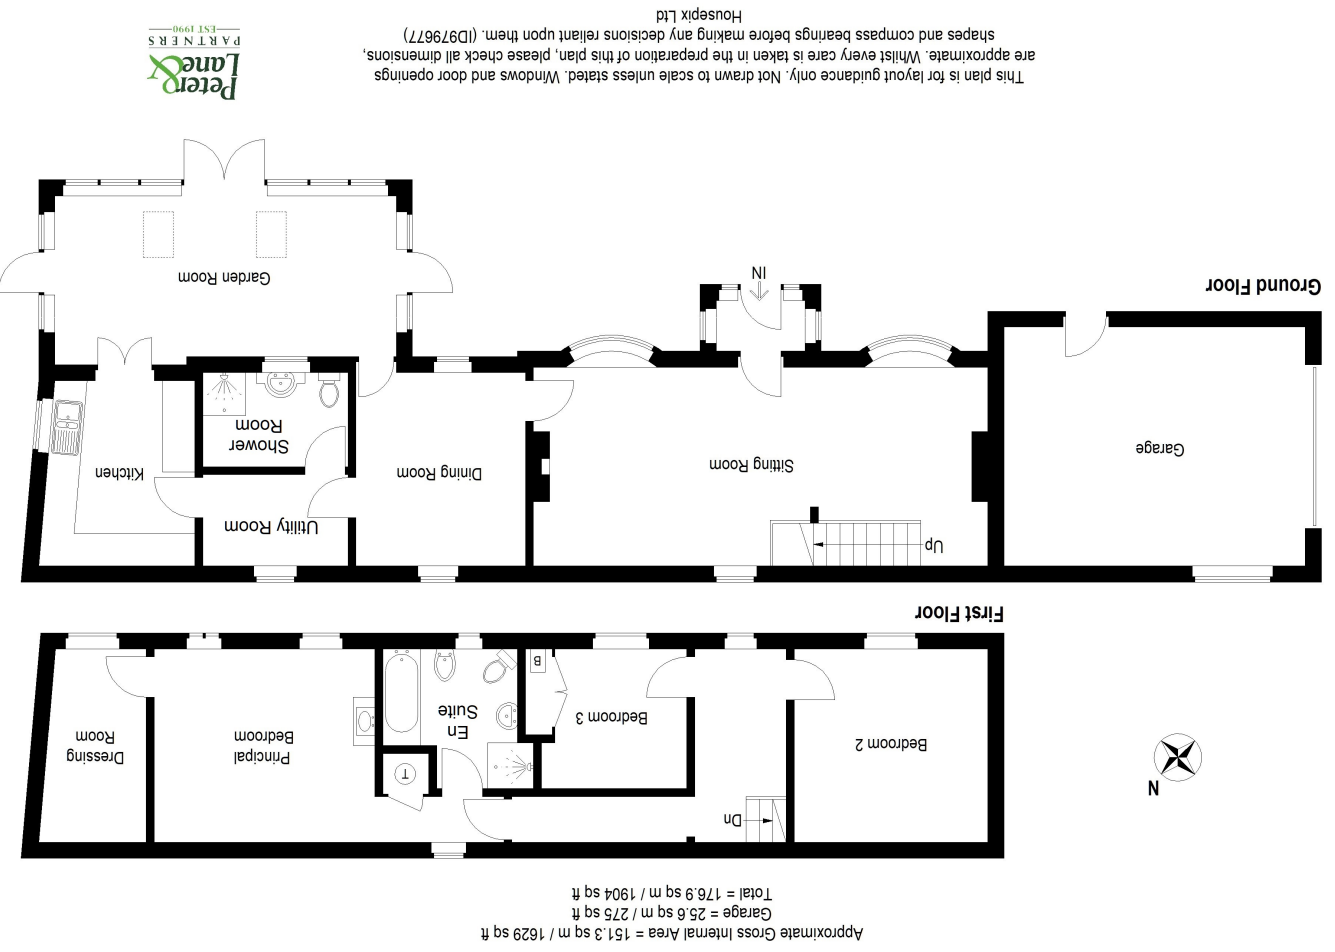 Approximate Gross Internal Area = 151.3 sq m / 1629 sq ft
Garage = 25.6 sq m / 275 sq ft
Total = 176.9 sq m / 1904 sq ft
N
Bedroom 2
Dn
Bedroom 3
B
En
Suite
T
Principal
Bedroom
Dressing
Room
First Floor
Garage
Up
Sitting Room
Dining Room
Utility Room
Shower
Room
Kitchen
Garden Room
IN
Ground Floor
This plan is for layout guidance only. Not drawn to scale unless stated. Windows and door openings
are approximate. Whilst every care is taken in the preparation of this plan, please check all dimensions,
shapes and compass bearings before making any decisions reliant upon them. (ID979677)
Housepix Ltd
Peter
&
Lane
PARTNERS
EST 1990